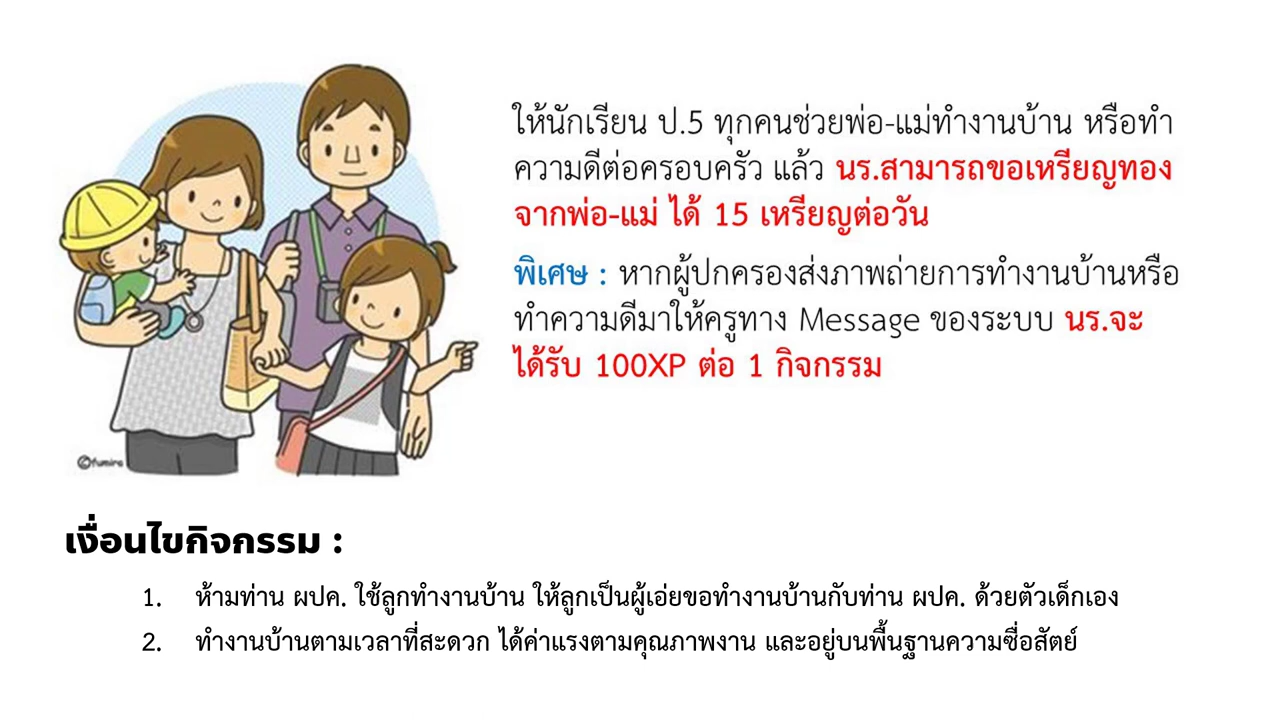 ให้นักเรียน ป.5 ทุกคนช่วยพ่อ-แม่ทำงานบ้าน หรือทำ
ความดีต่อครอบครัว แล้ว นร.สามารถขอเหรียญทอง
จากพ่อ-แม่ ได้ 15 เหรียญต่อวัน
พิเศษ : หากผู้ปกครองส่งภาพถ่ายการทำงานบ้านหรือ
ทำความดีมาให้ครูทาง Message ของระบบ นร.จะ
ได้รับ 100XP ต่อ 1 กิจกรรม
©fumira
เงื่อนไขกิจกรรม :
1. ห้ามท่าน ผปค. ใช้ลูกทำงานบ้าน ให้ลูกเป็นผู้เอ่ยขอทำงานบ้านกับท่าน ผปค. ด้วยตัวเด็กเอง
2. ทำงานบ้านตามเวลาที่สะดวก ได้ค่าแรงตามคุณภาพงาน และอยู่บนพื้นฐานความซื่อสัตย์